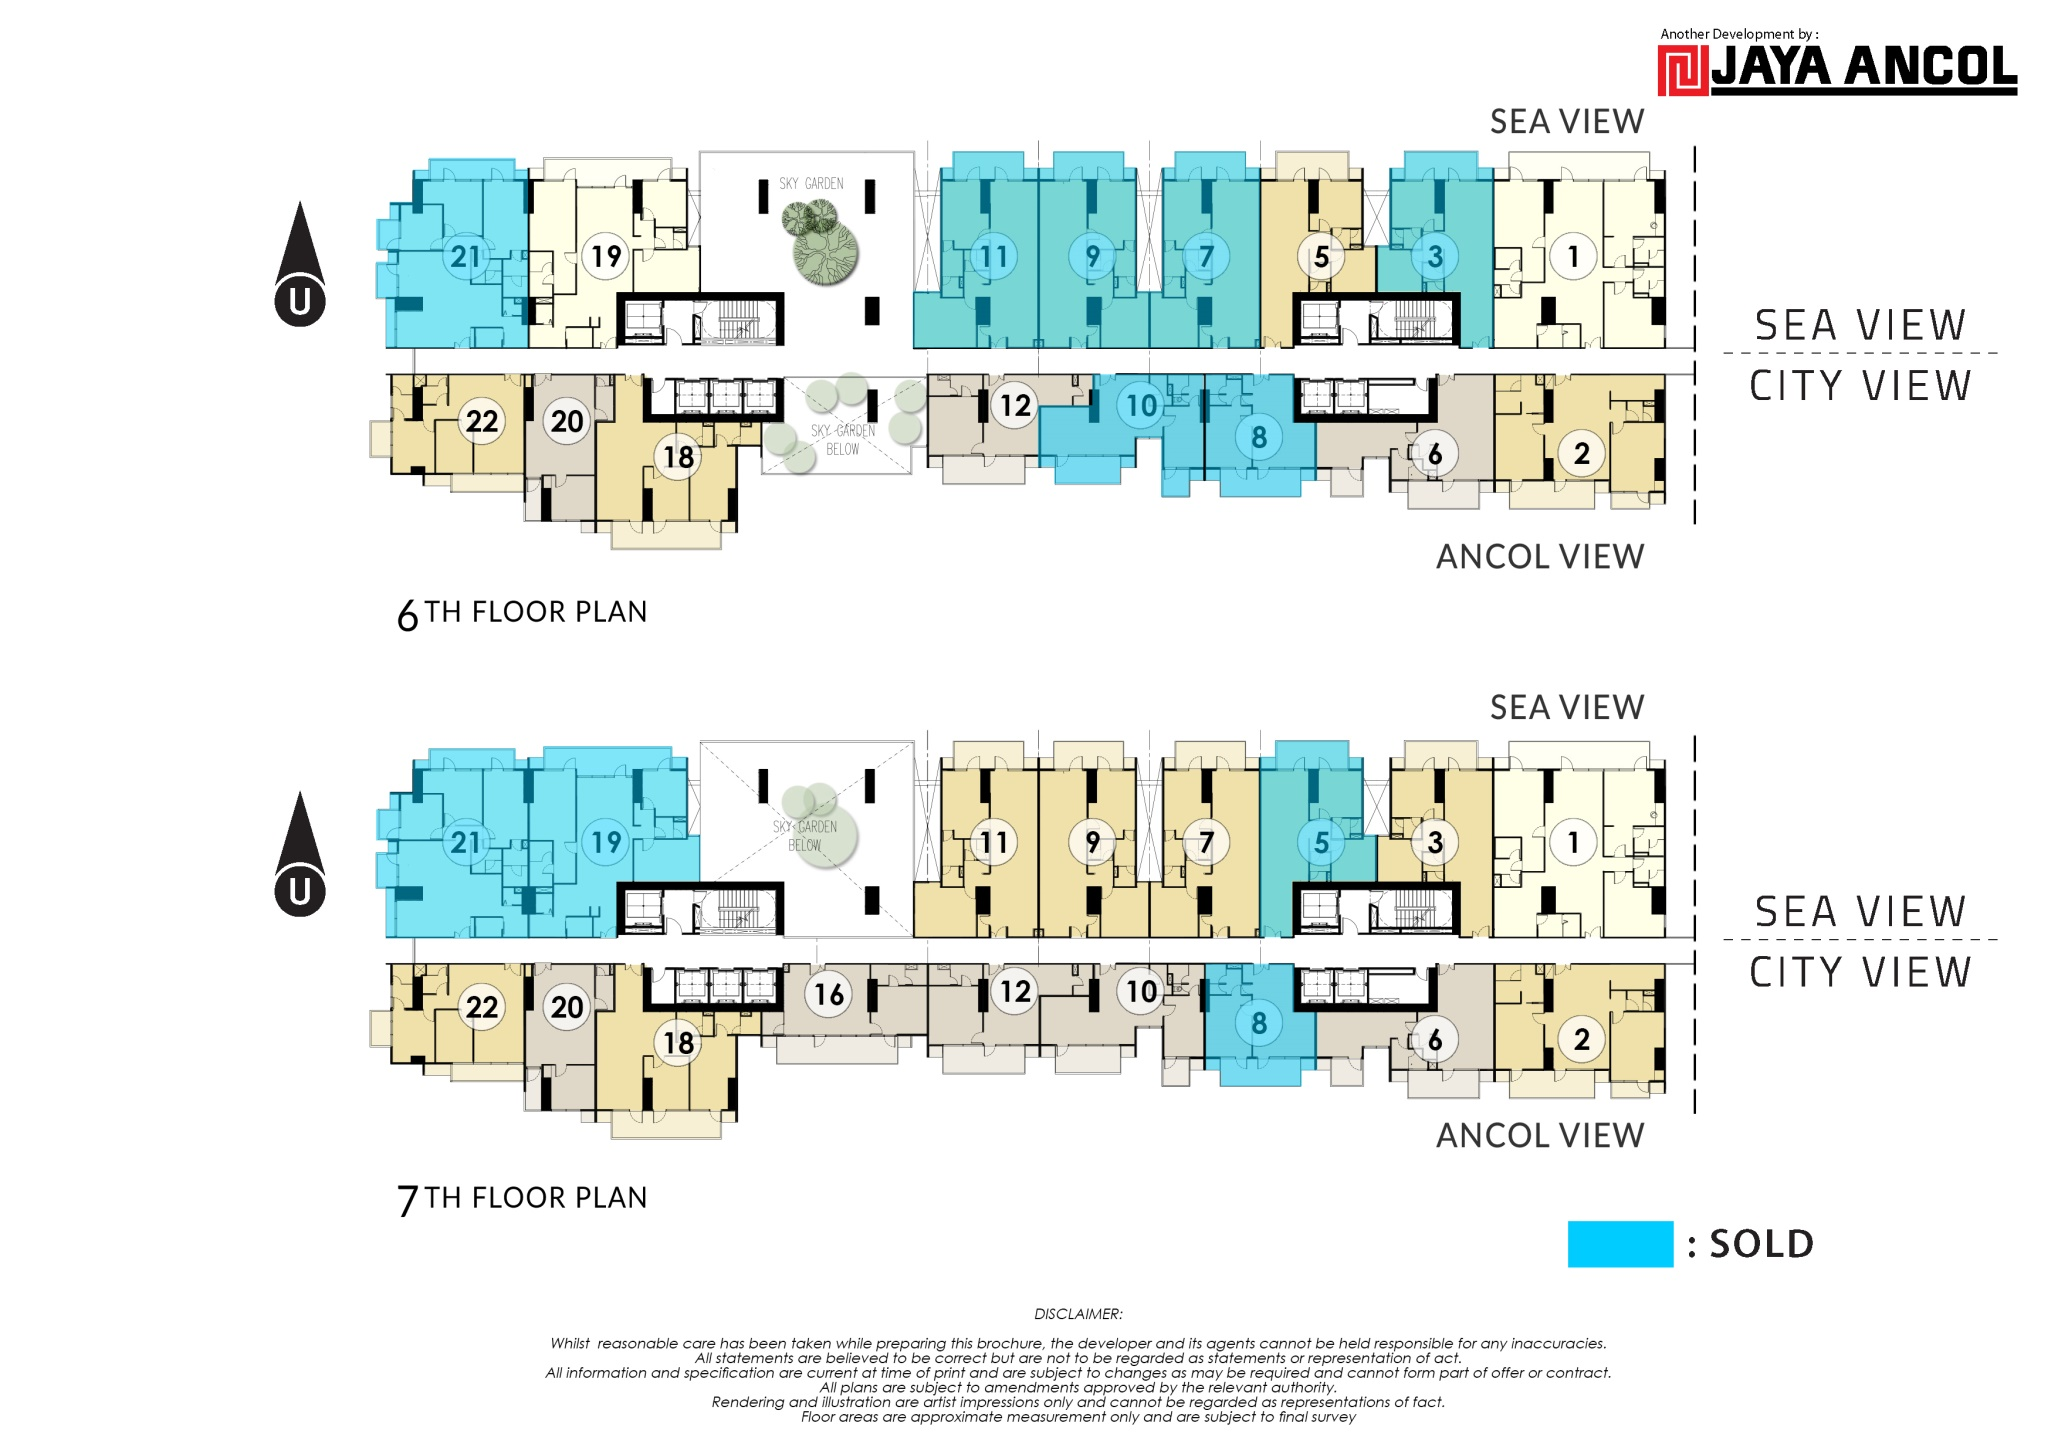 Another Development by :
JAYA ANCOL
SEA VIEW
SKY GARDEN
21
19
11
9
7
5
3
1
U
SEA VIEW
CITY VIEW
22
20
18
SKY GARDEN
BELOW
12
10
8
6
2
ANCOL VIEW
6TH FLOOR PLAN
SEA VIEW
SKY GARDEN
BELOW
21
19
11
9
7
5
3
1
U
SEA VIEW
CITY VIEW
22
20
18
16
12
10
8
6
2
ANCOL VIEW
7TH FLOOR PLAN
: SOLD
DISCLAIMER:
Whilst reasonable care has been taken while preparing this brochure, the developer and its agents cannot be held responsible for any inaccuracies.
All statements are believed to be correct but are not to be regarded as statements or representation of act.
All information and specification are current at time of print and are subject to changes as may be required and cannot form part of offer or contract.
All plans are subject to amendments approved by the relevant authority.
Rendering and illustration are artist impressions only and cannot be regarded as representations of fact.
Floor areas are approximate measurement only and are subject to final survey